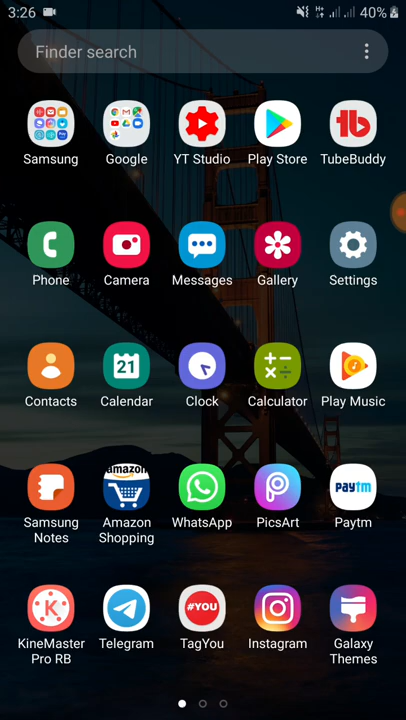 3:26 40%
Finder search
Samsung Google YT Studio Play Store TubeBuddy
Phone Camera Messages Gallery Settings
21
Contacts Calendar Clock Calculator Play Music
amazon paytm
Samsung Notes Amazon Shopping WhatsApp PicsArt Paytm
K #YOU
KineMaster Pro RB Telegram TagYou Instagram Galaxy Themes